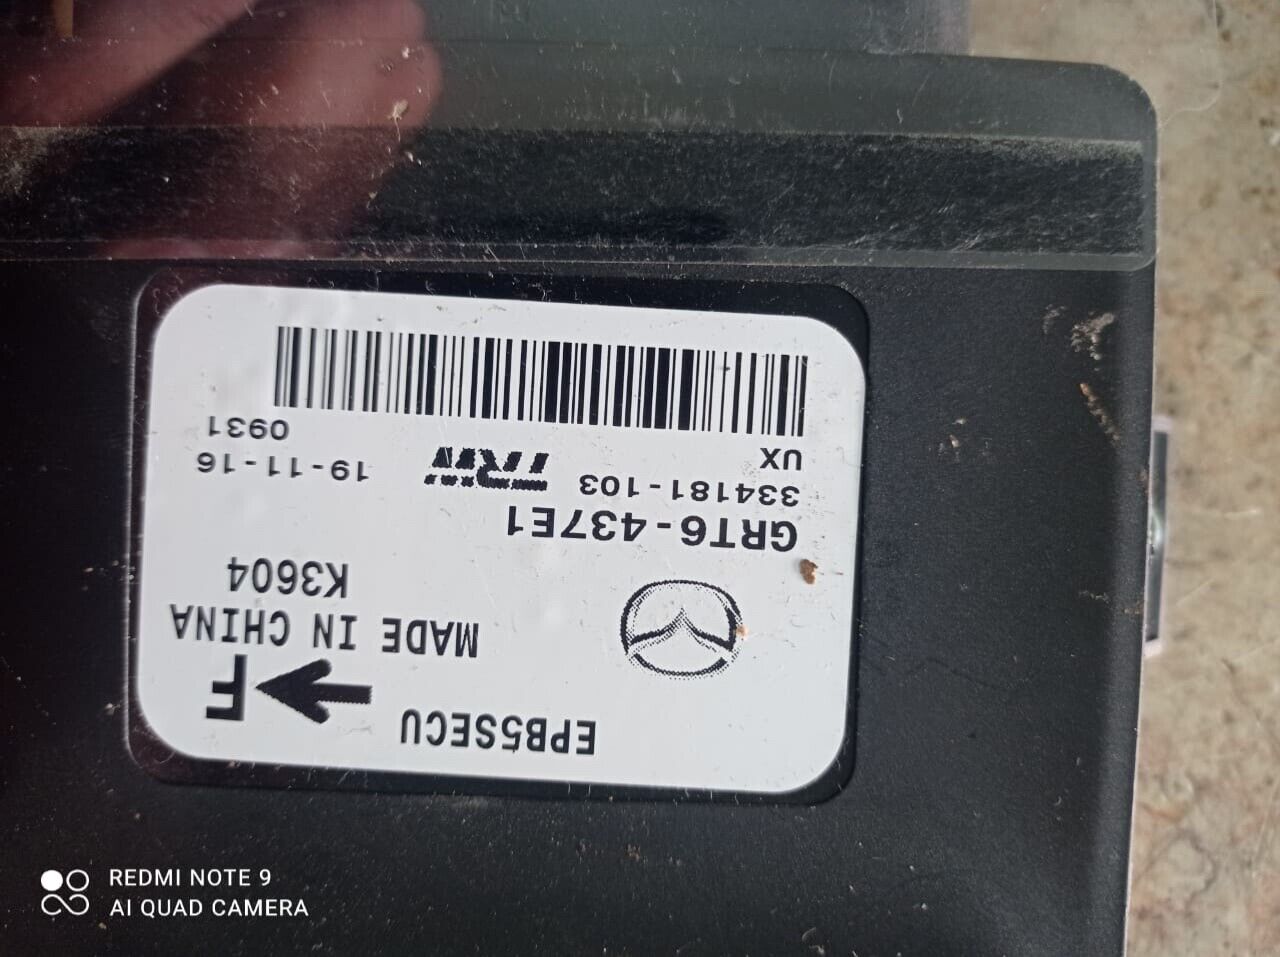 EPB5SECU
F
MADE IN CHINA
K3604
GRT6-437E1
334181-103
TRW
19-11-16
UX
0931
REDMI NOTE 9
AI QUAD CAMERA